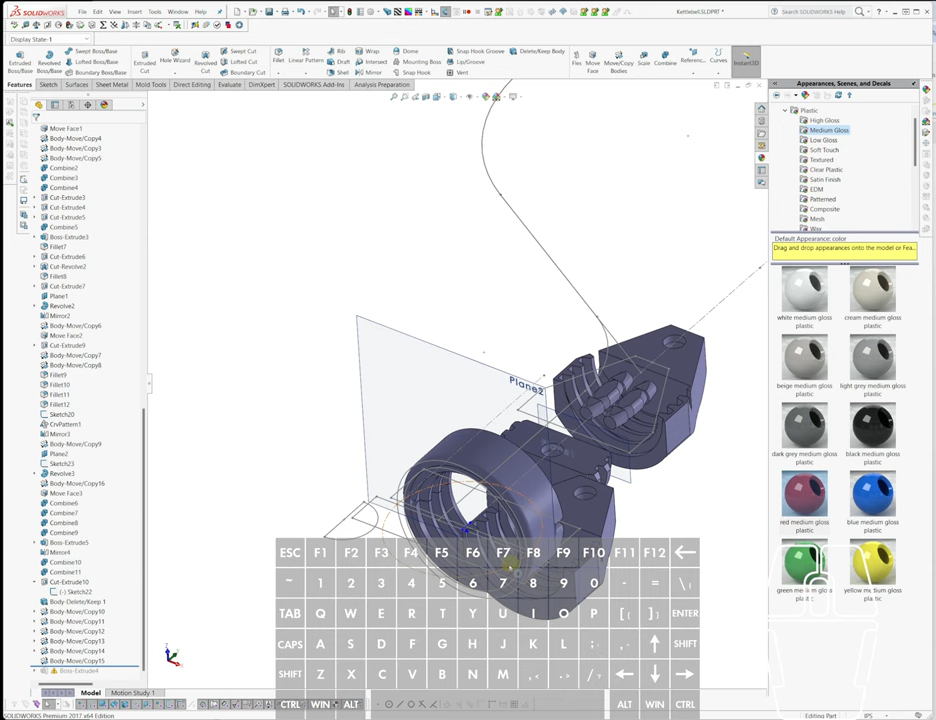 SOLIDWORKS
File Edit View Insert Tools Window Help
Kettlebell.SLDPRT *
Search SOLIDWORKS Help
Display State-1
Extruded Boss/Base
Revolved Boss/Base
Swept Boss/Base
Lofted Boss/Base
Boundary Boss/Base
Extruded Cut
Hole Wizard
Revolved Cut
Swept Cut
Lofted Cut
Boundary Cut
Fillet
Linear Pattern
Rib
Draft
Shell
Wrap
Intersect
Mirror
Dome
Mounting Boss
Snap Hook
Snap Hook Groove
Lip/Groove
Vent
Delete/Keep Body
Flex
Move Face
Move/Copy Bodies
Scale
Combine
Curves
Instant3D
Features Sketch Surfaces Sheet Metal Mold Tools Direct Editing Evaluate DimXpert SOLIDWORKS Add-Ins Analysis Preparation
Move Face1
Body-Move/Copy4
Body-Move/Copy3
Body-Move/Copy5
Combine2
Combine3
Combine4
Cut-Extrude3
Cut-Extrude4
Cut-Extrude5
Combine5
Boss-Extrude3
Fillet7
Cut-Extrude6
Cut-Revolve2
Fillet8
Cut-Extrude7
Plane1
Revolve2
Mirror2
Body-Move/Copy6
Move Face2
Cut-Extrude9
Body-Move/Copy7
Body-Move/Copy8
Fillet9
Fillet10
Fillet11
Fillet12
Sketch20
CrvPattern1
Mirror3
Body-Move/Copy9
Plane2
Sketch23
Revolve3
Body-Move/Copy16
Move Face3
Combine6
Combine7
Combine8
Combine9
Boss-Extrude5
Mirror4
Combine10
Combine11
Cut-Extrude10
(-) Sketch22
Body-Delete/Keep 1
Body-Move/Copy10
Body-Move/Copy11
Body-Move/Copy12
Body-Move/Copy13
Body-Move/Copy14
Body-Move/Copy15
Boss-Extrude4
Plane2
Appearances, Scenes, and Decals
Plastic
High Gloss
Medium Gloss
Low Gloss
Soft Touch
Textured
Clear Plastic
Satin Finish
EDM
Patterned
Composite
Mesh
Wax
Default Appearance: color
Drag and drop appearances onto the model or Fea...
white medium gloss plastic
cream medium gloss plastic
beige medium gloss plastic
light grey medium gloss plastic
dark grey medium gloss plastic
black medium gloss plastic
red medium gloss plastic
blue medium gloss plastic
green medium gloss plastic
yellow medium gloss plastic
ESC F1 F2 F3 F4 F5 F6 F7 F8 F9 F10 F11 F12 ←
~ 1 2 3 4 5 6 7 8 9 0 - = \|
TAB Q W E R T Y U I O P [{ ]} ENTER
CAPS A S D F G H J K L ; , ↑ SHIFT
SHIFT Z X C V B N M ,< .> /? ← ↓ →
CTRL WIN ALT ALT WIN CTRL
Model Motion Study 1
SOLIDWORKS Premium 2017 x64 Edition
Editing Part IPS